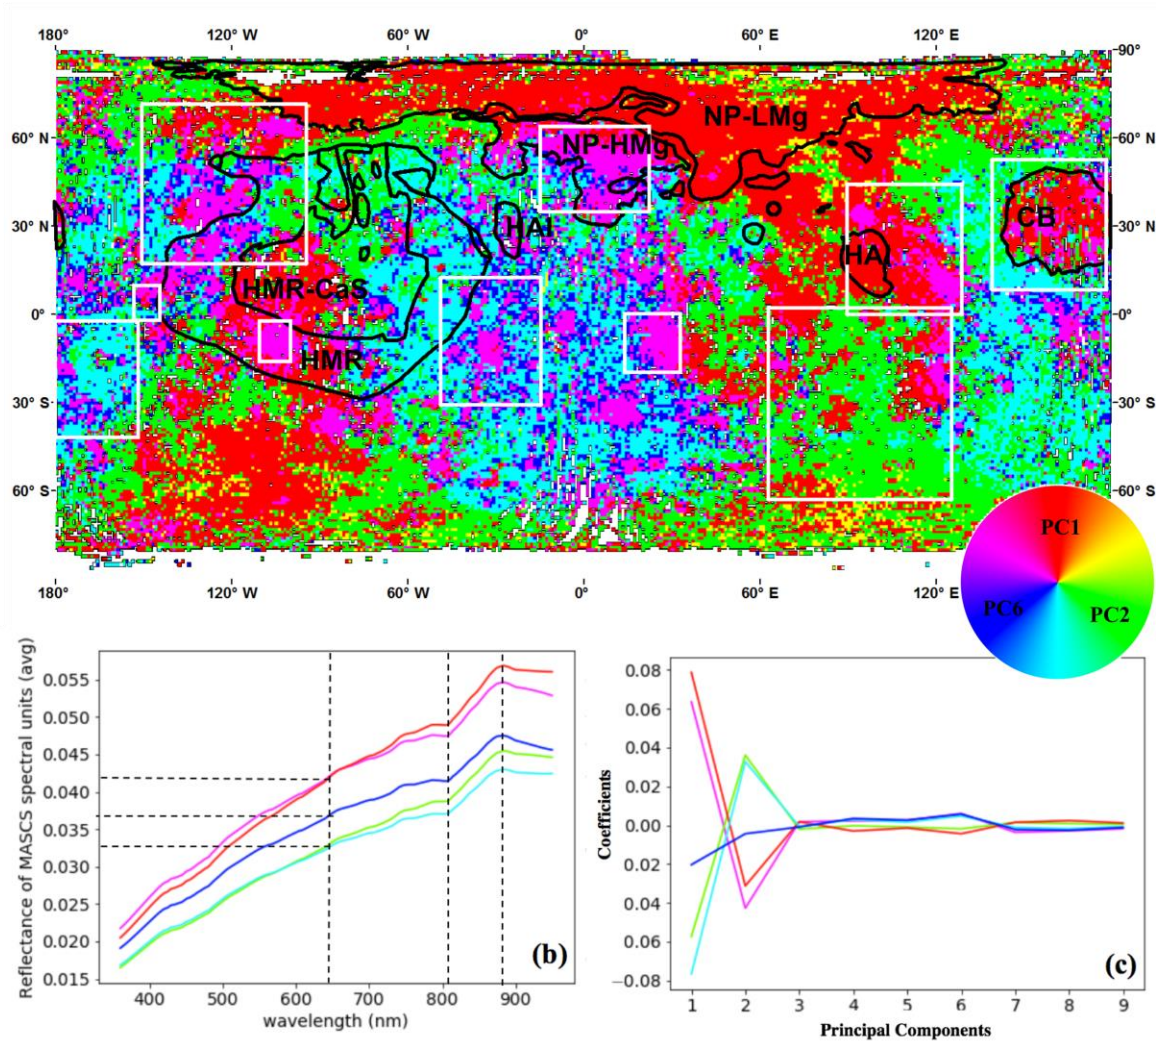 180° 120° W 60° W 0° 60° E 120° E
90°
60° N 60° N
30° N 30° N
0° 0°
30° S 30° S
60° S 60° S
NP-LMg
NP-HMg
CB
HAI
HA
HMR-CaS
HMR
180° 120° W 60° W 0° 60° E 120° E
PC1
PC6 PC2
Reflectance of MASCS spectral units (avg)
0.055
0.050
0.045
0.040
0.035
0.030
0.025
0.020
0.015
400 500 600 700 800 900
wavelength (nm)
(b)
Coefficients
0.08
0.06
0.04
0.02
0.00
0.02
0.04
0.06
−0.08
1 2 3 4 5 6 7 8 9
Principal Components
(c)